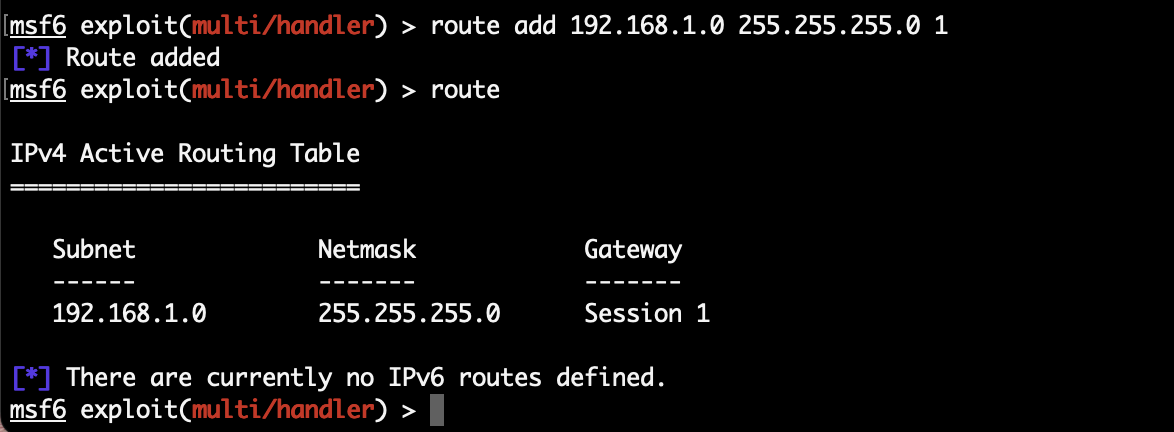 [msf6 exploit(multi/handler) > route add 192.168.1.0 255.255.255.0 1
[*] Route added
[msf6 exploit(multi/handler) > route
IPv4 Active Routing Table
=========================
Subnet Netmask Gateway
------ ------- -------
192.168.1.0 255.255.255.0 Session 1
[*] There are currently no IPv6 routes defined.
msf6 exploit(multi/handler) >